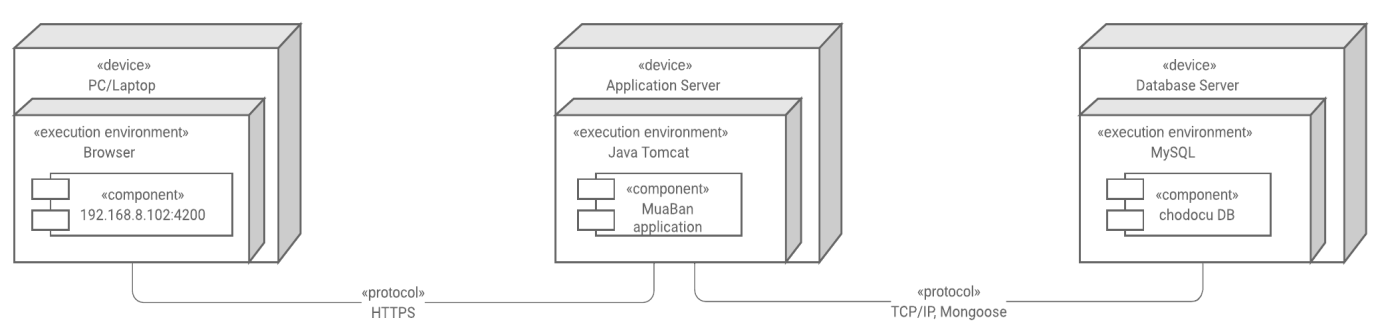 «device»
PC/Laptop
«execution environment»
Browser
«component»
192.168.8.102:4200
«device»
Application Server
«execution environment»
Java Tomcat
«component»
MuaBan
application
«device»
Database Server
«execution environment»
MySQL
«component»
chodocu DB
«protocol»
HTTPS
«protocol»
TCP/IP, Mongoose